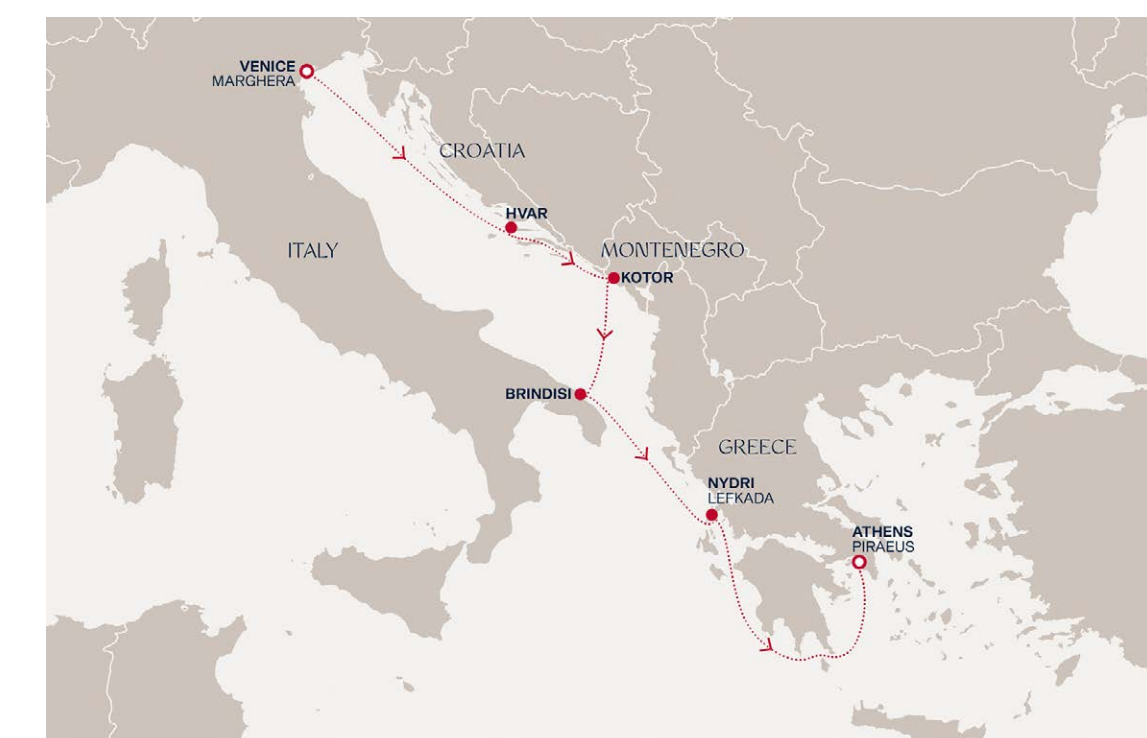 VENICE
MARGHERA
CROATIA
HVAR
ITALY
MONTENEGRO
KOTOR
BRINDISI
GREECE
NYDRI
LEFKADA
ATHENS
PIRAEUS